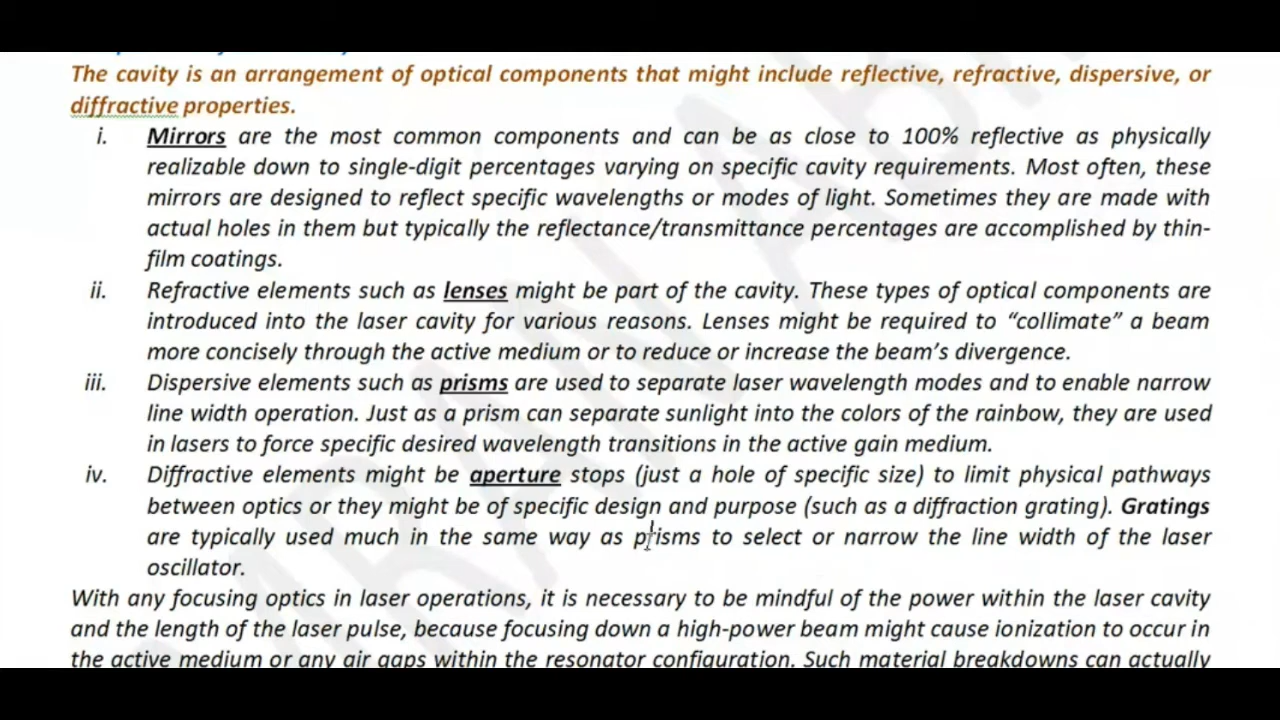 The cavity is an arrangement of optical components that might include reflective, refractive, dispersive, or
diffractive properties.
i. Mirrors are the most common components and can be as close to 100% reflective as physically
realizable down to single-digit percentages varying on specific cavity requirements. Most often, these
mirrors are designed to reflect specific wavelengths or modes of light. Sometimes they are made with
actual holes in them but typically the reflectance/transmittance percentages are accomplished by thin-
film coatings.
ii. Refractive elements such as lenses might be part of the cavity. These types of optical components are
introduced into the laser cavity for various reasons. Lenses might be required to “collimate” a beam
more concisely through the active medium or to reduce or increase the beam’s divergence.
iii. Dispersive elements such as prisms are used to separate laser wavelength modes and to enable narrow
line width operation. Just as a prism can separate sunlight into the colors of the rainbow, they are used
in lasers to force specific desired wavelength transitions in the active gain medium.
iv. Diffractive elements might be aperture stops (just a hole of specific size) to limit physical pathways
between optics or they might be of specific design and purpose (such as a diffraction grating). Gratings
are typically used much in the same way as prisms to select or narrow the line width of the laser
oscillator.
With any focusing optics in laser operations, it is necessary to be mindful of the power within the laser cavity
and the length of the laser pulse, because focusing down a high-power beam might cause ionization to occur in
the active medium or any air gaps within the resonator configuration. Such material breakdowns can actually